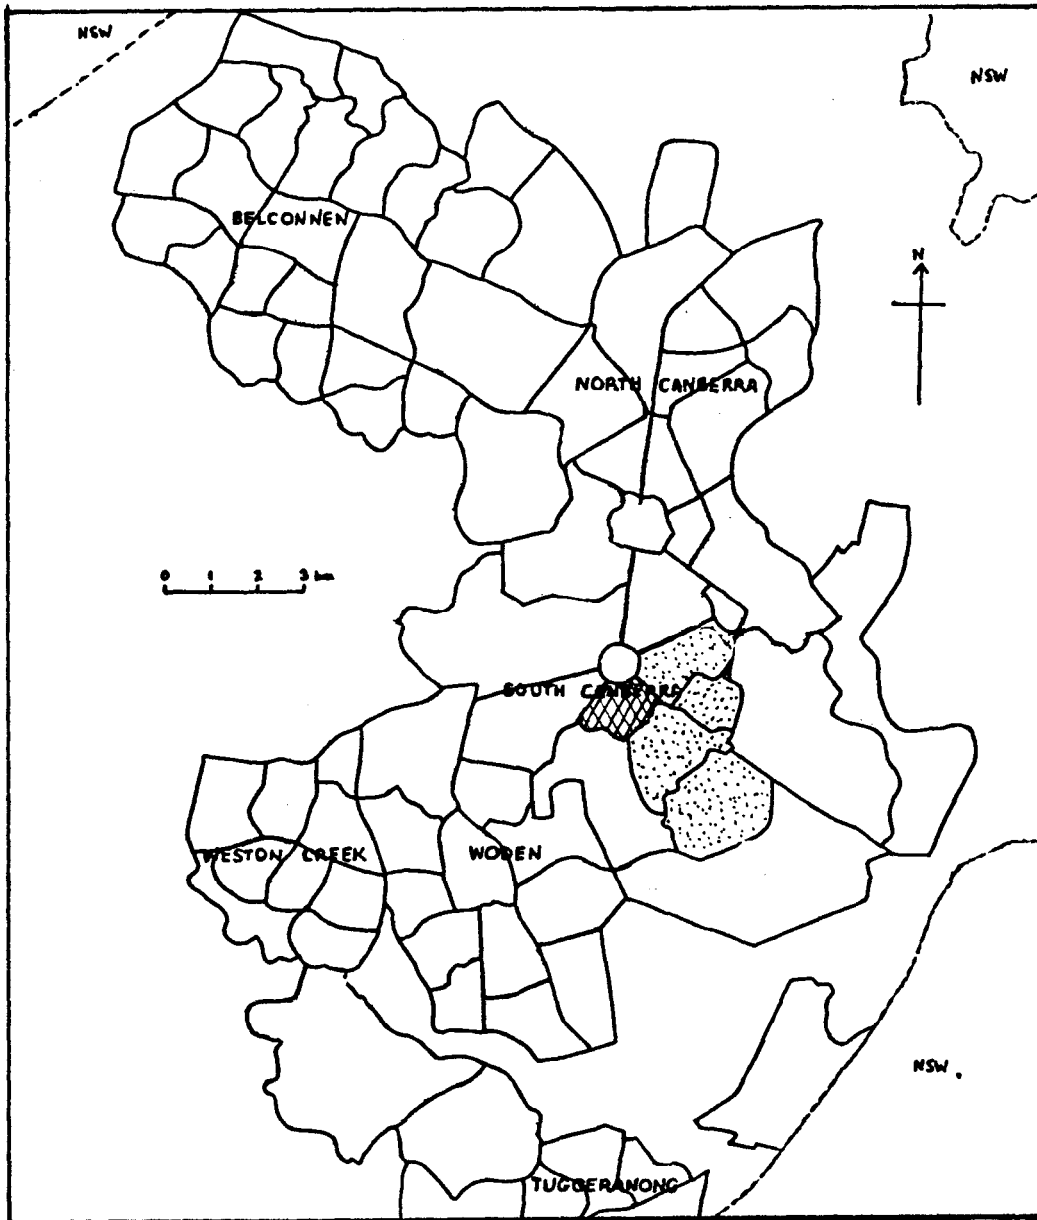 NSW
NSW
BELCONNEN
N
NORTH CANBERRA
0 1 2 3 km
SOUTH CANBERRA
WESTON CREEK
WODEN
NSW.
TUGGERANONG